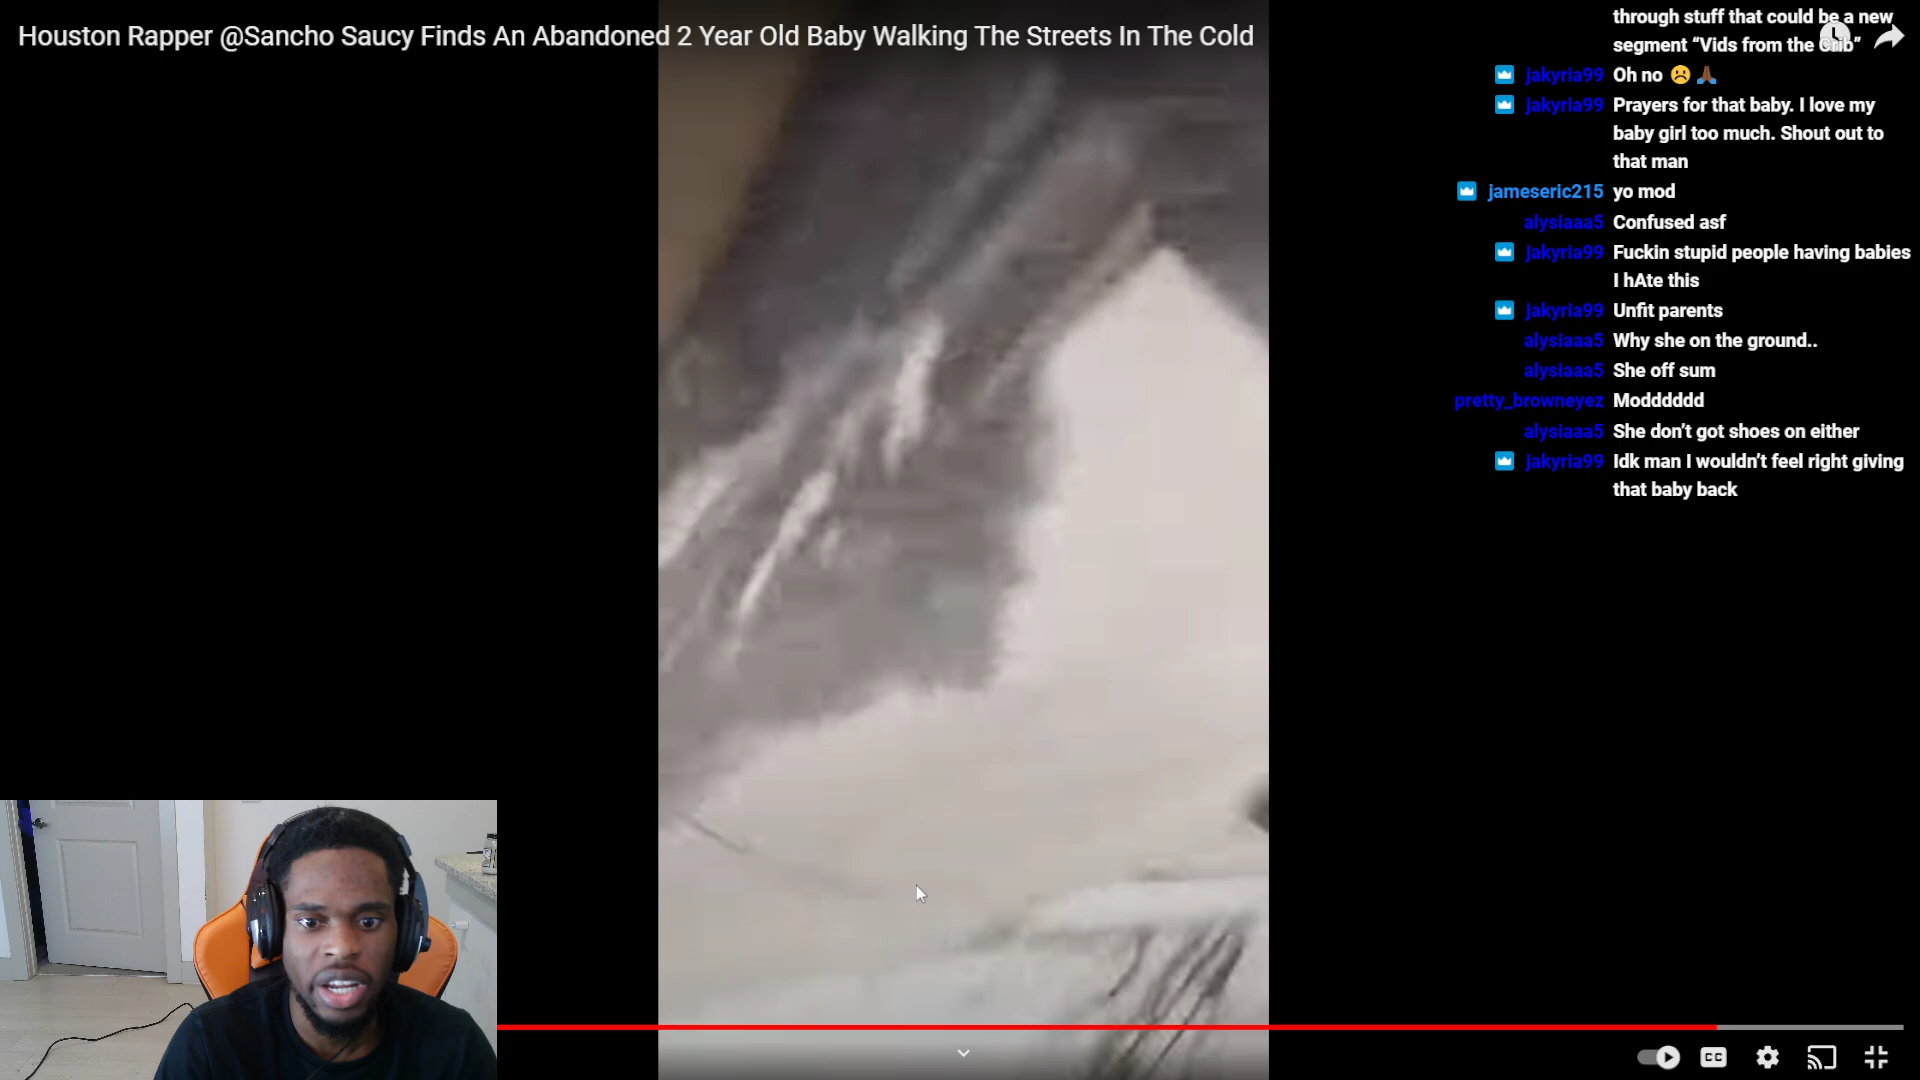 Houston Rapper @Sancho Saucy Finds An Abandoned 2 Year Old Baby Walking The Streets In The Cold
through stuff that could be a new
segment “Vids from the Crib”
jakyria99 Oh no ☹️ 🙏🏾
jakyria99 Prayers for that baby. I love my
baby girl too much. Shout out to
that man
jameseric215 yo mod
alysiaaa5 Confused asf
jakyria99 Fuckin stupid people having babies
I hAte this
jakyria99 Unfit parents
alysiaaa5 Why she on the ground..
alysiaaa5 She off sum
pretty_browneyez Modddddd
alysiaaa5 She don’t got shoes on either
jakyria99 Idk man I wouldn’t feel right giving
that baby back
CC